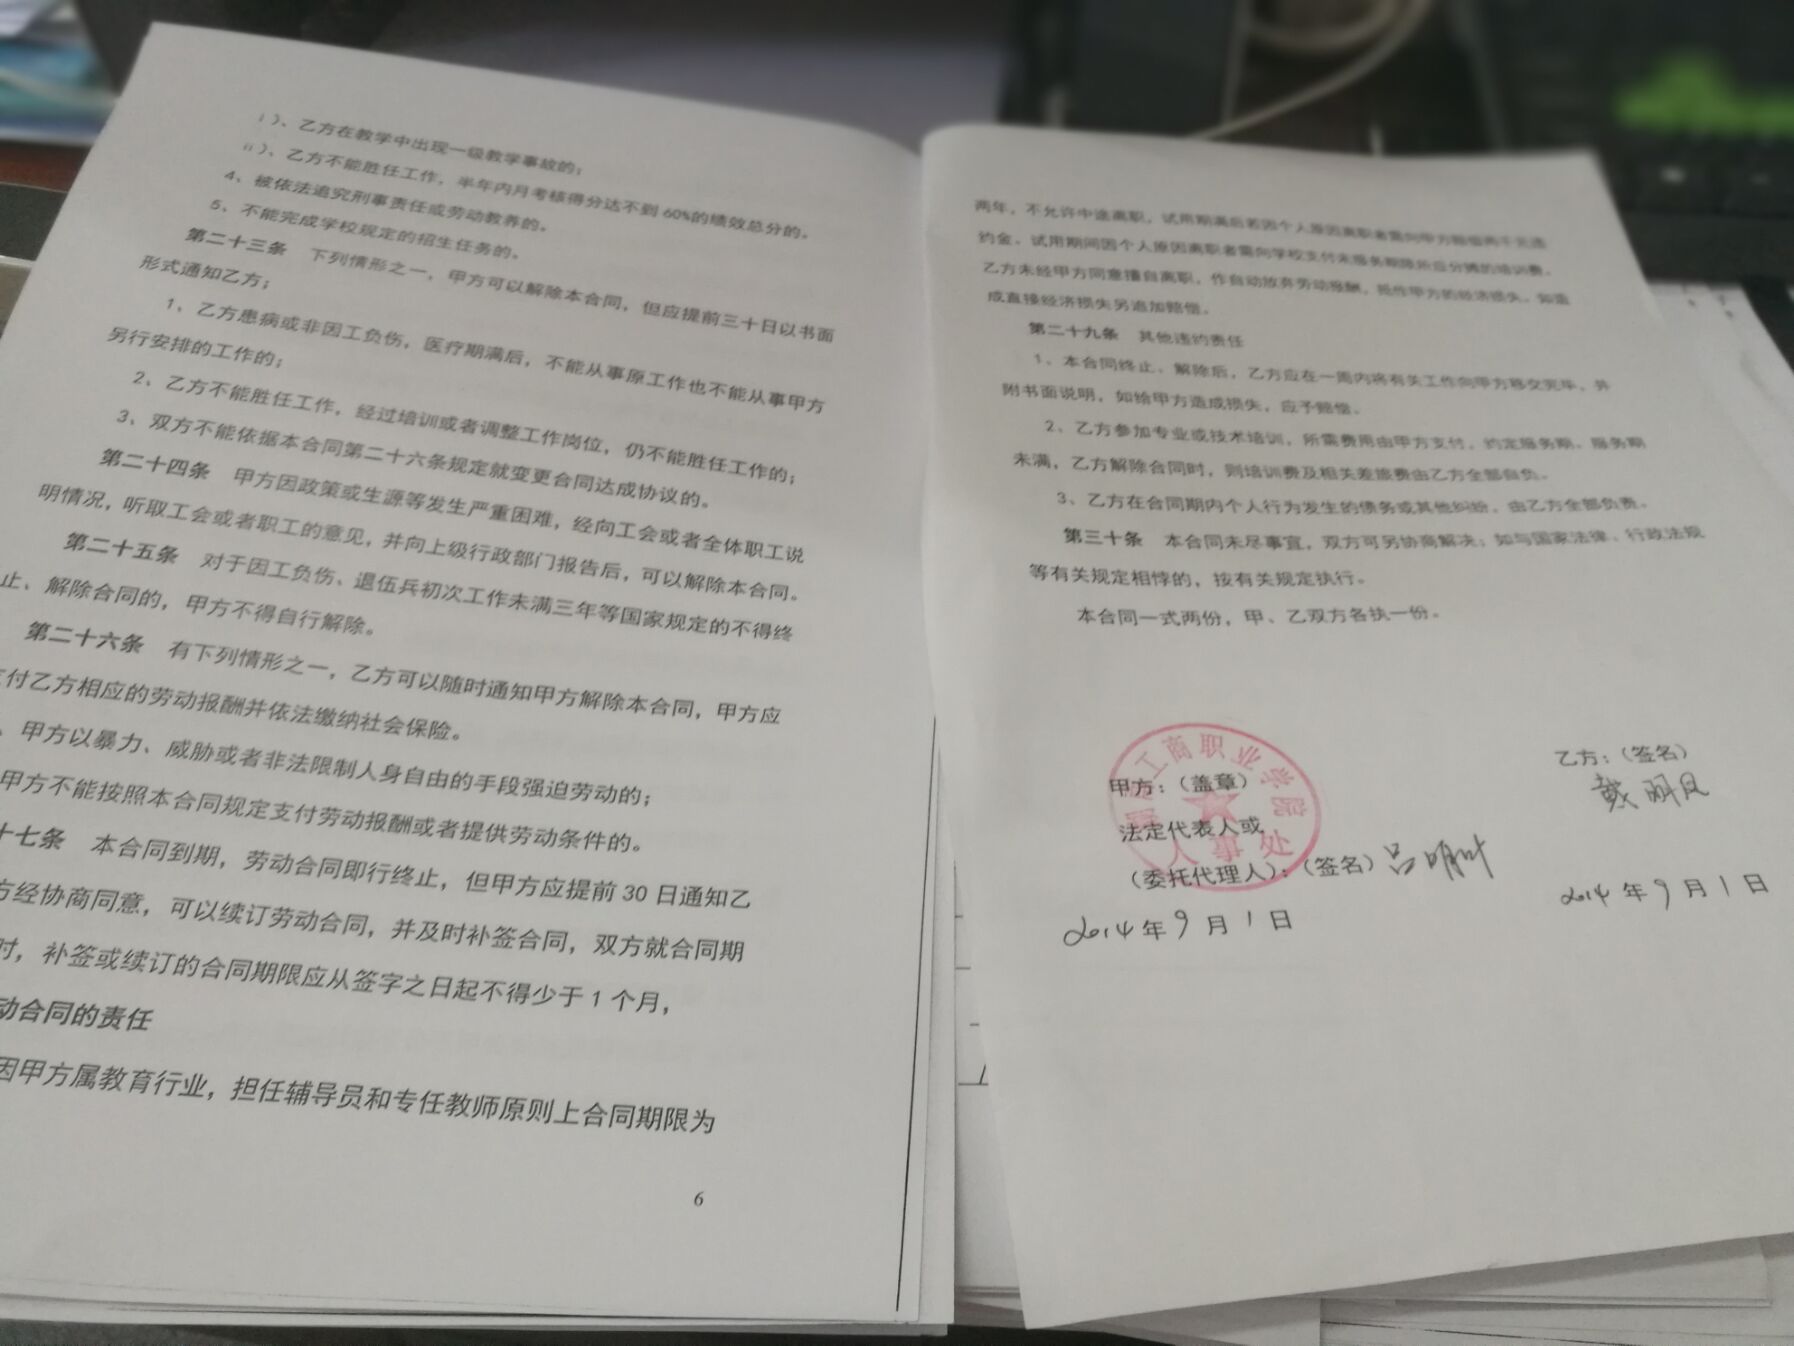 i）、乙方在教学中出现一级教学事故的；
ii）、乙方不能胜任工作，半年内月考核得分达不到60%的绩效总分的。
4、被依法追究刑事责任或劳动教养的。
5、不能完成学校规定的招生任务的。
第二十三条 下列情形之一，甲方可以解除本合同，但应提前三十日以书面
形式通知乙方；
1、乙方患病或非因工负伤，医疗期满后，不能从事原工作也不能从事甲方
另行安排的工作的；
2、乙方不能胜任工作，经过培训或者调整工作岗位，仍不能胜任工作的；
3、双方不能依据本合同第二十六条规定就变更合同达成协议的。
第二十四条 甲方因政策或生源等发生严重困难，经向工会或者全体职工说
明情况，听取工会或者职工的意见，并向上级行政部门报告后，可以解除本合同。
第二十五条 对于因工负伤、退伍兵初次工作未满三年等国家规定的不得终
止、解除合同的，甲方不得自行解除。
第二十六条 有下列情形之一，乙方可以随时通知甲方解除本合同，甲方应
付乙方相应的劳动报酬并依法缴纳社会保险。
、甲方以暴力、威胁或者非法限制人身自由的手段强迫劳动的；
甲方不能按照本合同规定支付劳动报酬或者提供劳动条件的。
十七条 本合同到期，劳动合同即行终止，但甲方应提前30日通知乙
方经协商同意，可以续订劳动合同，并及时补签合同，双方就合同期
时，补签或续订的合同期限应从签字之日起不得少于1个月，
动合同的责任
因甲方属教育行业，担任辅导员和专任教师原则上合同期限为
6
两年，不允许中途离职，试用期满后若因个人原因离职者需向甲方赔偿两千元违
约金，试用期间因个人原因离职者需向学校支付未服务期限所应分摊的培训费。
乙方未经甲方同意擅自离职，作自动放弃劳动报酬，抵作甲方的经济损失，如造
成直接经济损失另追加赔偿。
第二十九条 其他违约责任
1、本合同终止、解除后，乙方应在一周内将有关工作向甲方移交完毕，并
附书面说明，如给甲方造成损失，应予赔偿。
2、乙方参加专业或技术培训，所需费用由甲方支付，约定服务期，服务期
未满，乙方解除合同时，则培训费及相关差旅费由乙方全部自负。
3、乙方在合同期内个人行为发生的债务或其他纠纷，由乙方全部负责。
第三十条 本合同未尽事宜，双方可另协商解决；如与国家法律、行政法规
等有关规定相悖的，按有关规定执行。
本合同一式两份，甲、乙双方各执一份。
工商职业学院
人事处
甲方：（盖章）
法定代表人或
（委托代理人）：（签名）吕明叶
2014年9月1日
乙方：（签名）
戴明凤
2014年9月1日